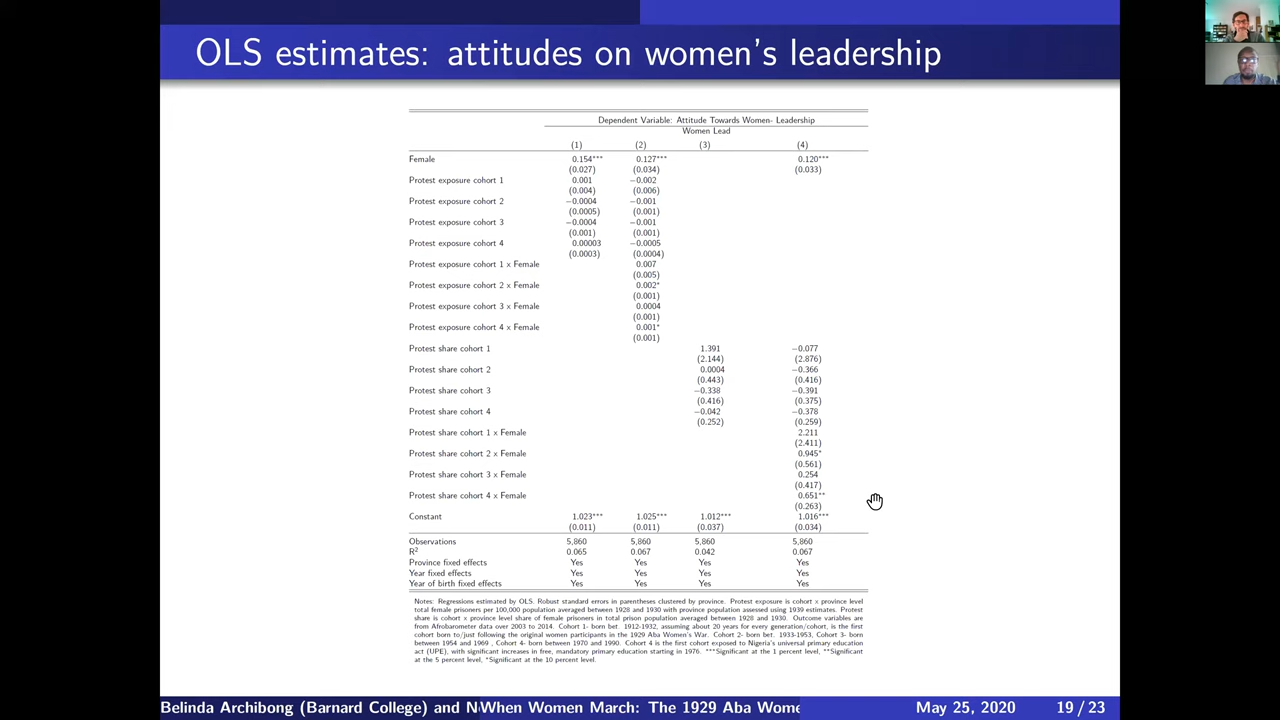 OLS estimates: attitudes on women's leadership
Dependent Variable: Attitude Towards Women- Leadership
Women Lead
(1) (2) (3) (4)
Female 0.154*** 0.127*** 0.120***
(0.027) (0.034) (0.033)
Protest exposure cohort 1 0.001 −0.002
(0.004) (0.006)
Protest exposure cohort 2 −0.0004 −0.001
(0.0005) (0.001)
Protest exposure cohort 3 −0.0004 −0.001
(0.001) (0.001)
Protest exposure cohort 4 0.00003 −0.0005
(0.0003) (0.0004)
Protest exposure cohort 1 x Female 0.007
(0.005)
Protest exposure cohort 2 x Female 0.002*
(0.001)
Protest exposure cohort 3 x Female 0.0004
(0.001)
Protest exposure cohort 4 x Female 0.001*
(0.001)
Protest share cohort 1 1.391 −0.077
(2.144) (2.876)
Protest share cohort 2 0.0004 −0.366
(0.443) (0.416)
Protest share cohort 3 −0.338 −0.391
(0.416) (0.375)
Protest share cohort 4 −0.042 −0.378
(0.252) (0.259)
Protest share cohort 1 x Female 2.211
(2.411)
Protest share cohort 2 x Female 0.945*
(0.561)
Protest share cohort 3 x Female 0.254
(0.417)
Protest share cohort 4 x Female 0.651**
(0.263)
Constant 1.023*** 1.025*** 1.012*** 1.016***
(0.011) (0.011) (0.037) (0.034)
Observations 5,860 5,860 5,860 5,860
R2 0.065 0.067 0.042 0.067
Province fixed effects Yes Yes Yes Yes
Year fixed effects Yes Yes Yes Yes
Year of birth fixed effects Yes Yes Yes Yes
Notes: Regressions estimated by OLS. Robust standard errors in parentheses clustered by province. Protest exposure is cohort x province level
total female prisoners per 100,000 population averaged between 1928 and 1930 with province population assessed using 1939 estimates. Protest
share is cohort x province level share of female prisoners in total prison population averaged between 1928 and 1930. Outcome variables are
from Afrobarometer data over 2003 to 2014. Cohort 1- born bet. 1912-1932, assuming about 20 years for every generation/cohort, is the first
cohort born to/just following the original women participants in the 1929 Aba Women's War. Cohort 2- born bet. 1933-1953, Cohort 3- born
between 1954 and 1969 , Cohort 4- born between 1970 and 1990. Cohort 4 is the first cohort exposed to Nigeria's universal primary education
act (UPE), with significant increases in free, mandatory primary education starting in 1976. ***Significant at the 1 percent level, **Significant
at the 5 percent level, *Significant at the 10 percent level.
Belinda Archibong (Barnard College) and N When Women March: The 1929 Aba Wome May 25, 2020 19 / 23